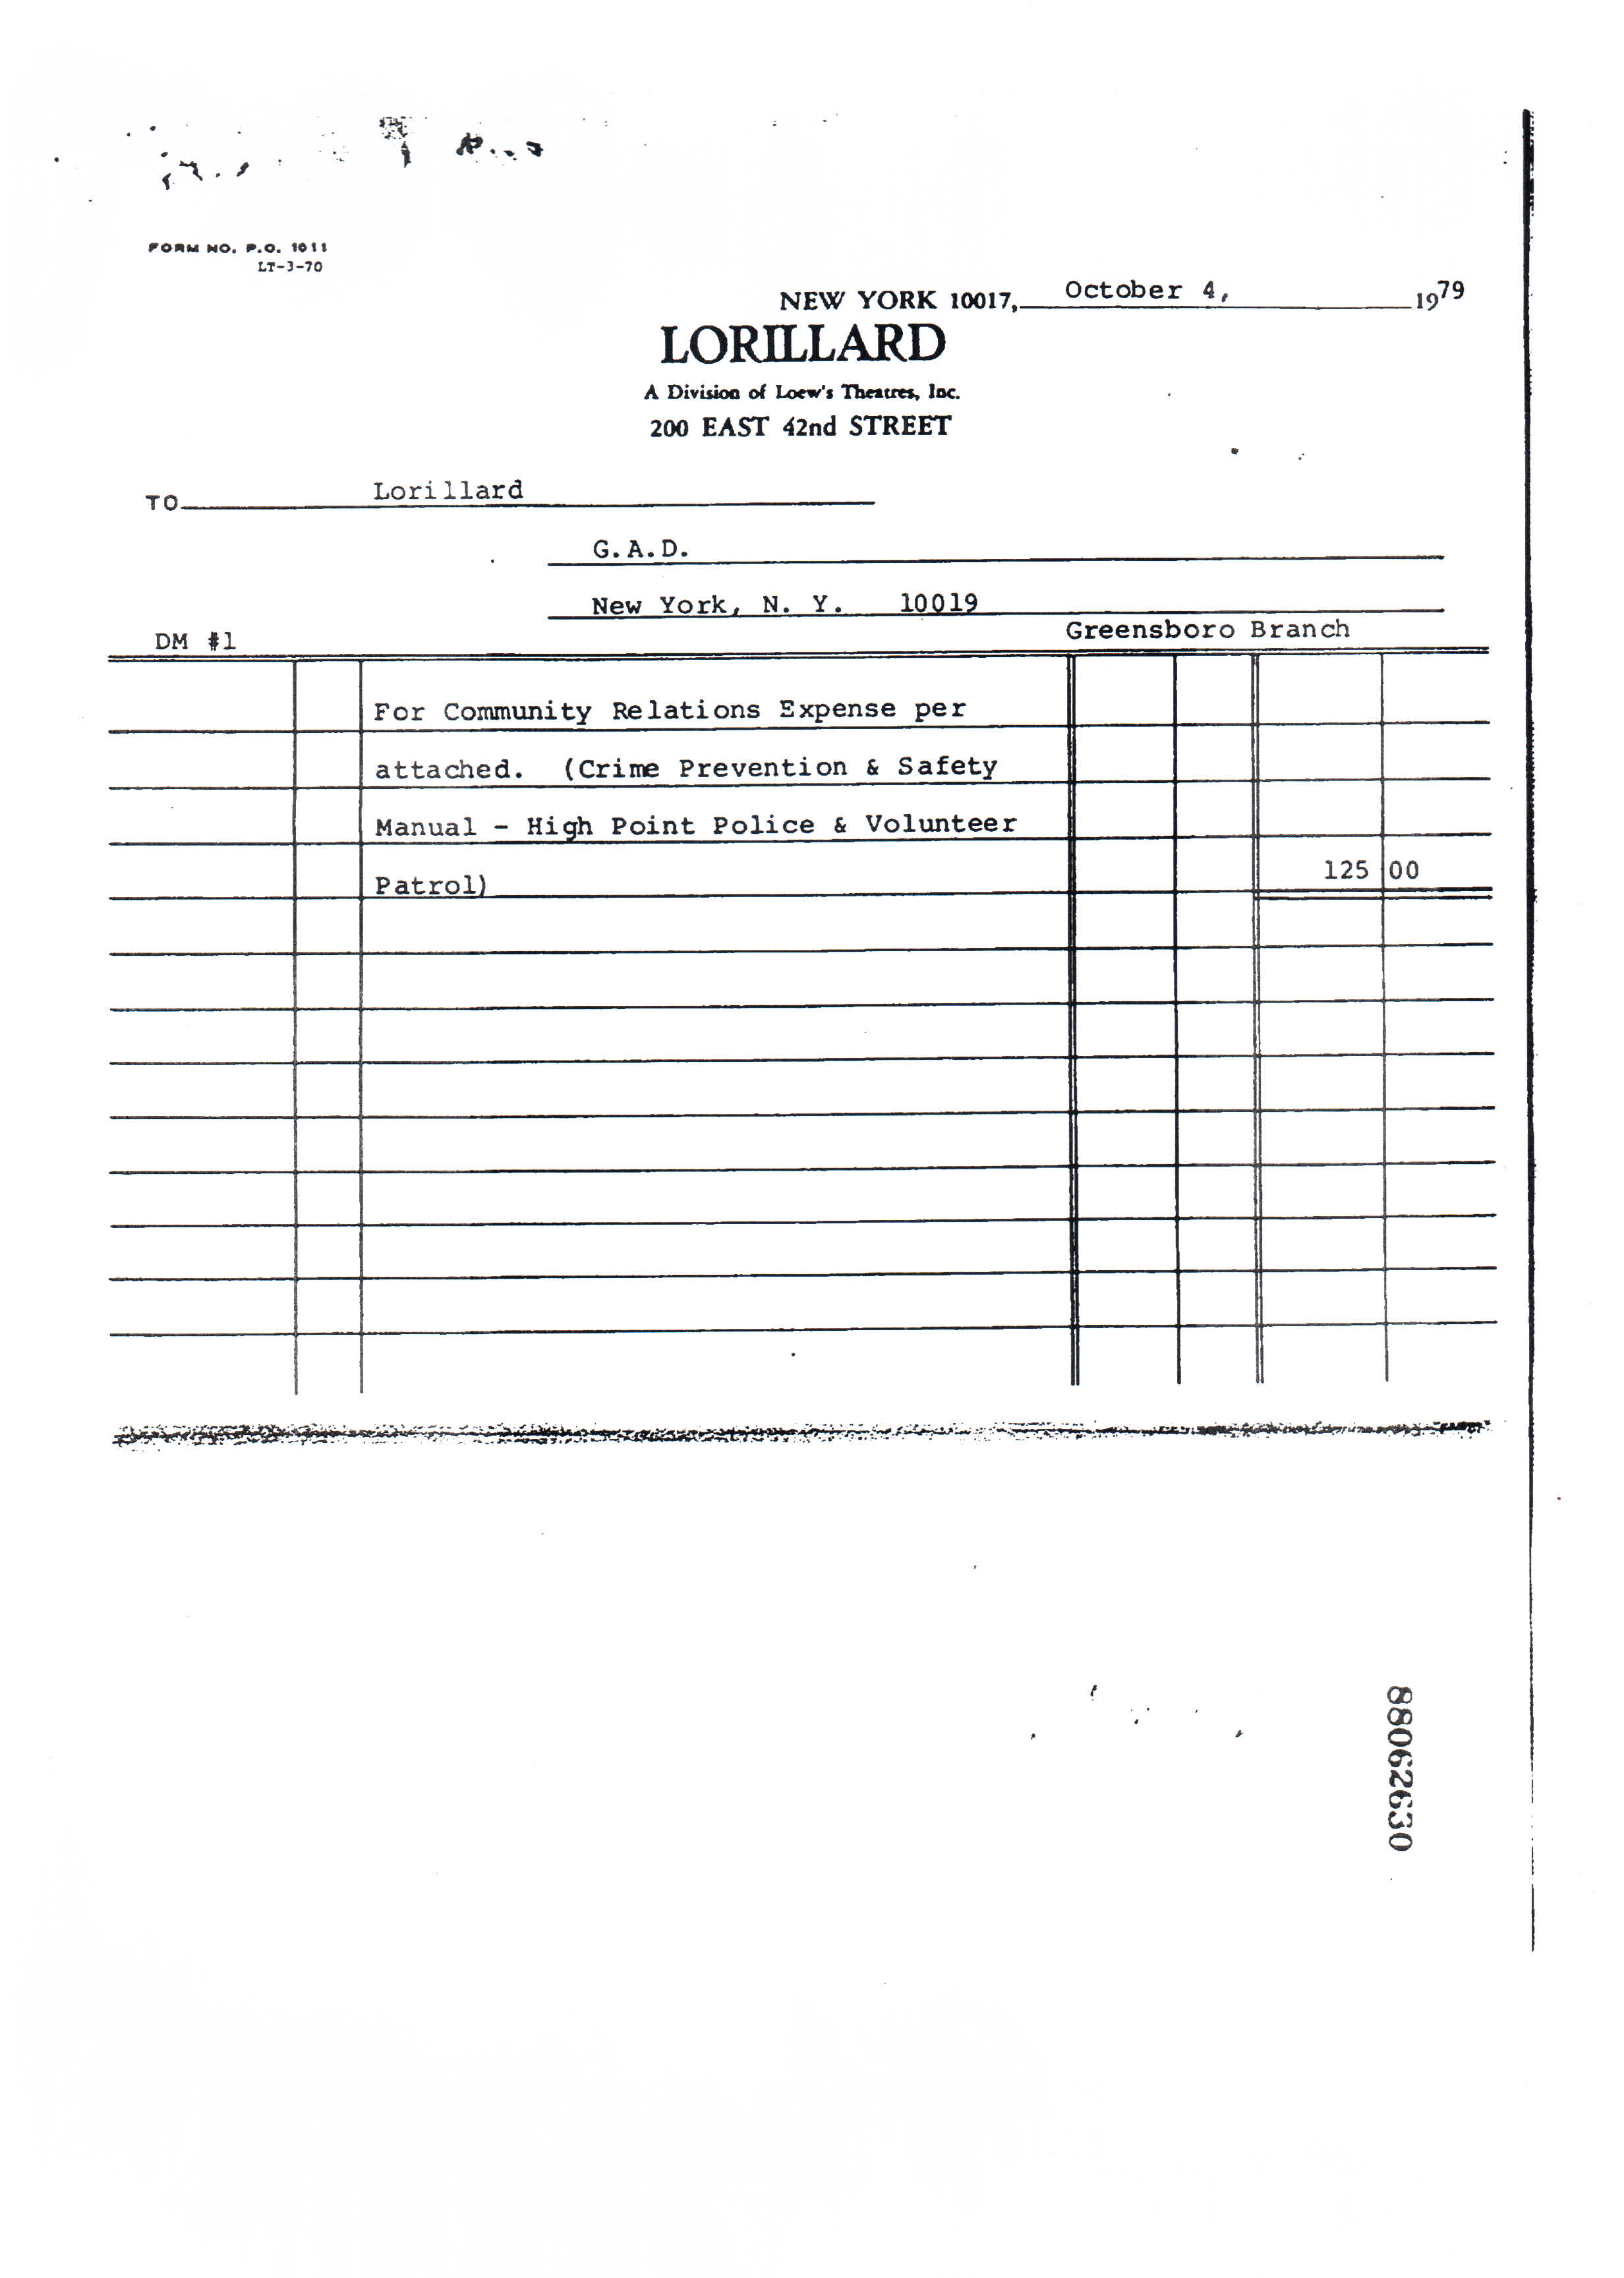 FORM NO. P.O. 1011
LT-3-70
NEW YORK 10017, October 4, 1979
LORILLARD
A Division of Loew's Theatres, Inc.
200 EAST 42nd STREET
TO Lorillard
G.A.D.
New York, N. Y. 10019
DM #1 Greensboro Branch
For Community Relations Expense per
attached. (Crime Prevention & Safety
Manual - High Point Police & Volunteer
Patrol) 125 00
88062630